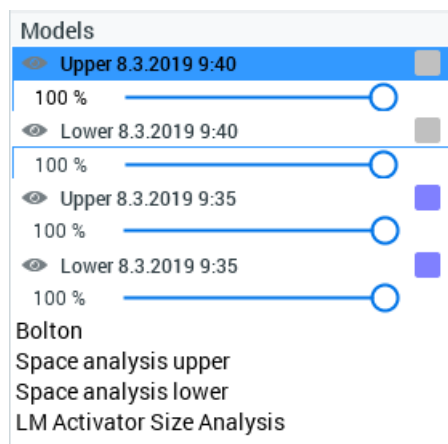 Models
Upper 8.3.2019 9:40
100 %
Lower 8.3.2019 9:40
100 %
Upper 8.3.2019 9:35
100 %
Lower 8.3.2019 9:35
100 %
Bolton
Space analysis upper
Space analysis lower
LM Activator Size Analysis